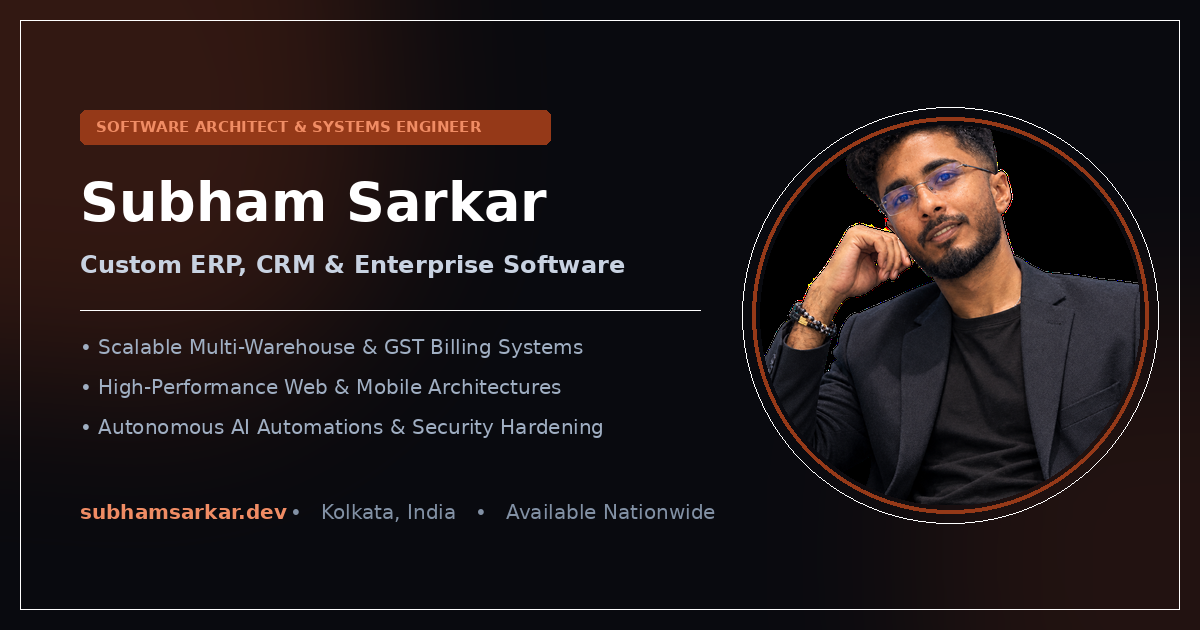 SOFTWARE ARCHITECT & SYSTEMS ENGINEER
Subham Sarkar
Custom ERP, CRM & Enterprise Software
• Scalable Multi-Warehouse & GST Billing Systems
• High-Performance Web & Mobile Architectures
• Autonomous AI Automations & Security Hardening
subhamsarkar.dev • Kolkata, India • Available Nationwide